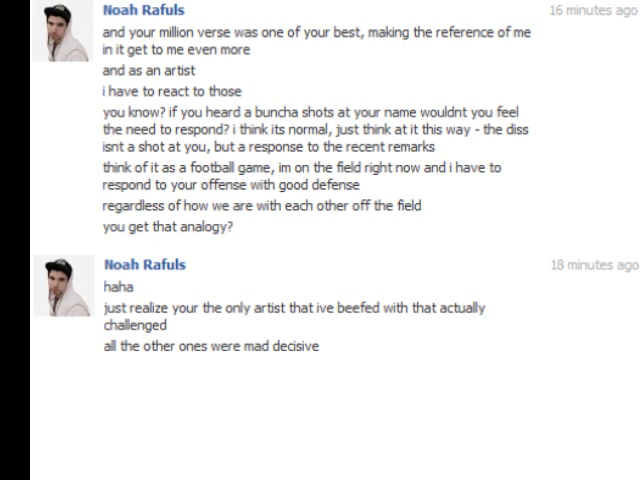 Noah Rafuls
16 minutes ago
and your million verse was one of your best, making the reference of me
in it get to me even more
and as an artist
i have to react to those
you know? if you heard a buncha shots at your name wouldnt you feel
the need to respond? i think its normal, just think at it this way - the diss
isnt a shot at you, but a response to the recent remarks
think of it as a football game, im on the field right now and i have to
respond to your offense with good defense
regardless of how we are with each other off the field
you get that analogy?
Noah Rafuls
18 minutes ago
haha
just realize your the only artist that ive beefed with that actually
challenged
all the other ones were mad decisive